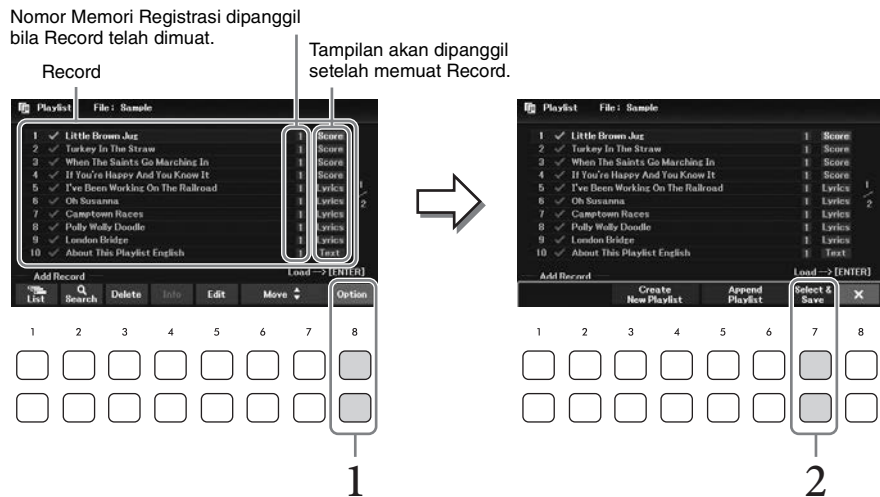 Nomor Memori Registrasi dipanggil
bila Record telah dimuat.
Tampilan akan dipanggil
setelah memuat Record.
Record
Playlist File : Sample
1 ✓ Little Brown Jug 1 Score
2 ✓ Turkey In The Straw 1 Score
3 ✓ When The Saints Go Marching In 1 Score
4 ✓ If You're Happy And You Know It 1 Score
5 ✓ I've Been Working On The Railroad 1 Lyrics
6 ✓ Oh Susanna 1 Lyrics
7 ✓ Camptown Races 1 Lyrics
8 ✓ Polly Wolly Doodle 1 Lyrics
9 ✓ London Bridge 1 Lyrics
10 ✓ About This Playlist English 1 Text
1/2
Add Record Load → [ENTER]
List Search Delete Info Edit Move Option
1 2 3 4 5 6 7 8
1
Playlist File : Sample
1 ✓ Little Brown Jug 1 Score
2 ✓ Turkey In The Straw 1 Score
3 ✓ When The Saints Go Marching In 1 Score
4 ✓ If You're Happy And You Know It 1 Score
5 ✓ I've Been Working On The Railroad 1 Lyrics
6 ✓ Oh Susanna 1 Lyrics
7 ✓ Camptown Races 1 Lyrics
8 ✓ Polly Wolly Doodle 1 Lyrics
9 ✓ London Bridge 1 Lyrics
10 ✓ About This Playlist English 1 Text
1/2
Add Record Load → [ENTER]
Create
New Playlist
Append
Playlist
Select &
Save
×
1 2 3 4 5 6 7 8
2